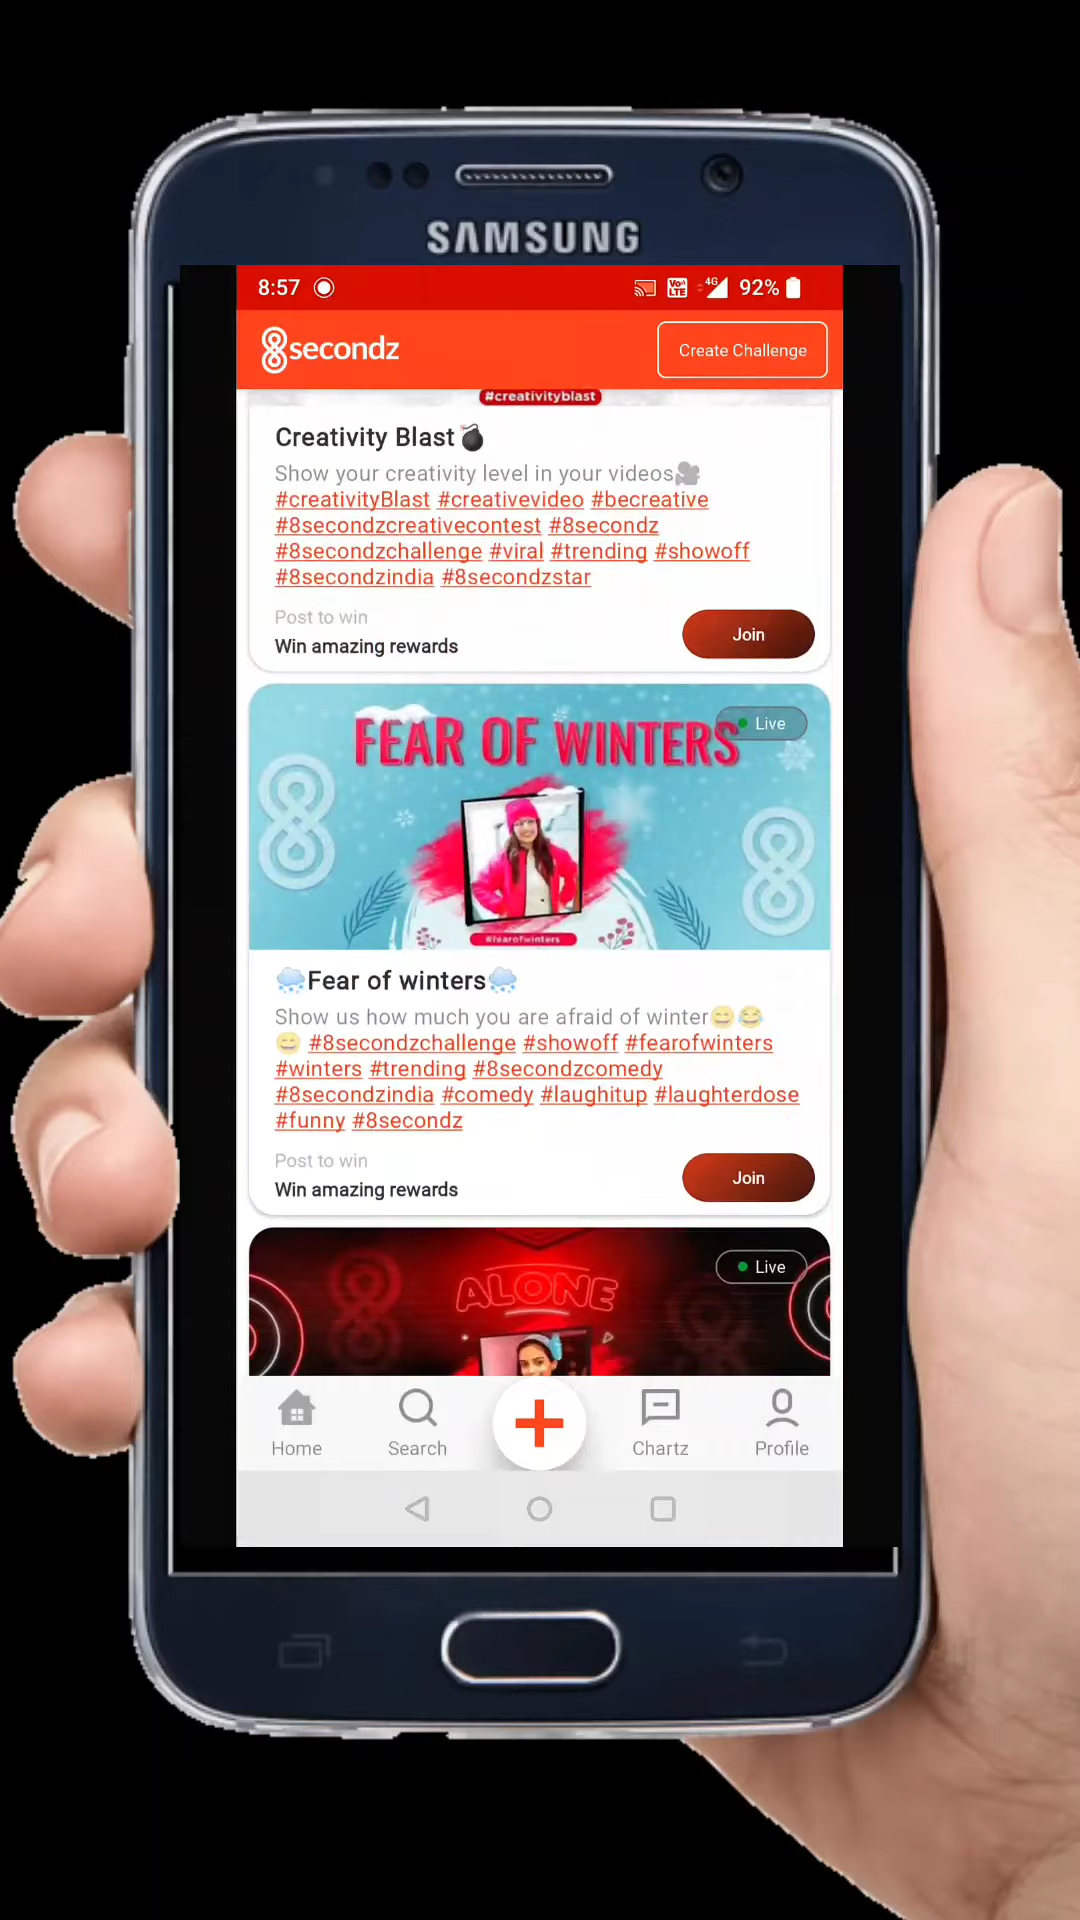 SAMSUNG
8:57 Vo LTE 4G 92%
8secondz Create Challenge
#creativityblast
Creativity Blast💣
Show your creativity level in your videos🎥
#creativityBlast #creativevideo #becreative
#8secondzcreativecontest #8secondz
#8secondzchallenge #viral #trending #showoff
#8secondzindia #8secondzstar
Post to win
Win amazing rewards
Join
FEAR OF WINTERS
Live
#fearofwinters
🌨️Fear of winters🌨️
Show us how much you are afraid of winter😄😂
😄 #8secondzchallenge #showoff #fearofwinters
#winters #trending #8secondzcomedy
#8secondzindia #comedy #laughitup #laughterdose
#funny #8secondz
Post to win
Win amazing rewards
Join
ALONE
Live
Home Search Chartz Profile